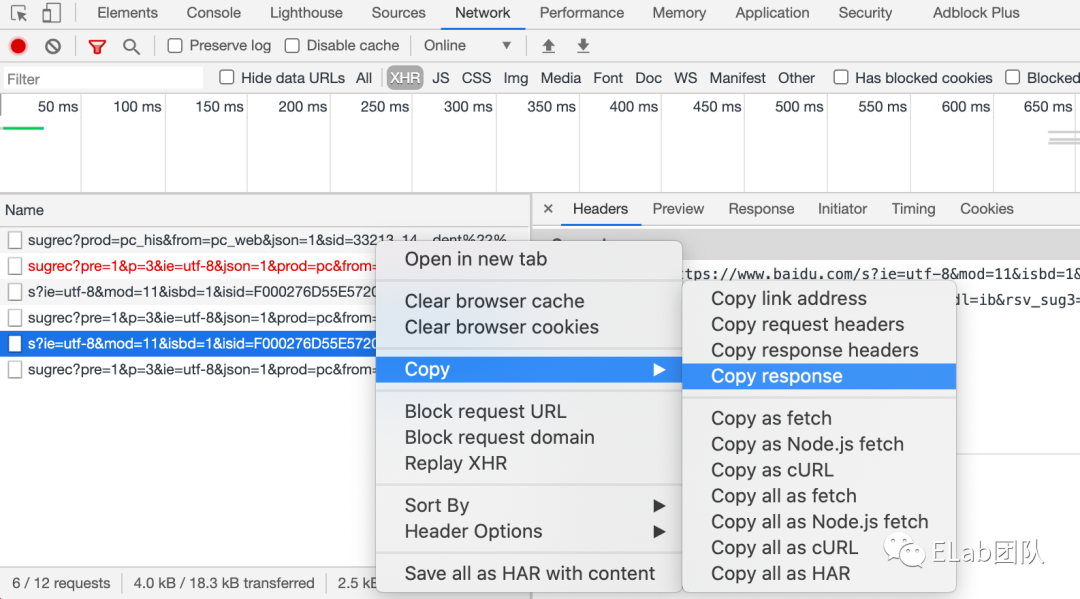 Elements Console Lighthouse Sources Network Performance Memory Application Security Adblock Plus
Preserve log Disable cache Online
Filter Hide data URLs All XHR JS CSS Img Media Font Doc WS Manifest Other Has blocked cookies Blocked
50 ms 100 ms 150 ms 200 ms 250 ms 300 ms 350 ms 400 ms 450 ms 500 ms 550 ms 600 ms 650 ms
Name
× Headers Preview Response Initiator Timing Cookies
sugrec?prod=pc_his&from=pc_web&json=1&sid=33213_14
sugrec?pre=1&p=3&ie=utf-8&json=1&prod=pc&from=
s?ie=utf-8&mod=11&isbd=1&isid=F000276D55E5720
sugrec?pre=1&p=3&ie=utf-8&json=1&prod=pc&from=
s?ie=utf-8&mod=11&isbd=1&isid=F000276D55E5720
sugrec?pre=1&p=3&ie=utf-8&json=1&prod=pc&from=
ttps://www.baidu.com/s?ie=utf-8&mod=11&isbd=1&
dl=ib&rsv_sug3=
Open in new tab
Clear browser cache
Clear browser cookies
Copy
Block request URL
Block request domain
Replay XHR
Sort By
Header Options
Save all as HAR with content
Copy link address
Copy request headers
Copy response headers
Copy response
Copy as fetch
Copy as Node.js fetch
Copy as cURL
Copy all as fetch
Copy all as Node.js fetch
Copy all as cURL
Copy all as HAR
ELab团队
6 / 12 requests 4.0 kB / 18.3 kB transferred 2.5 kB